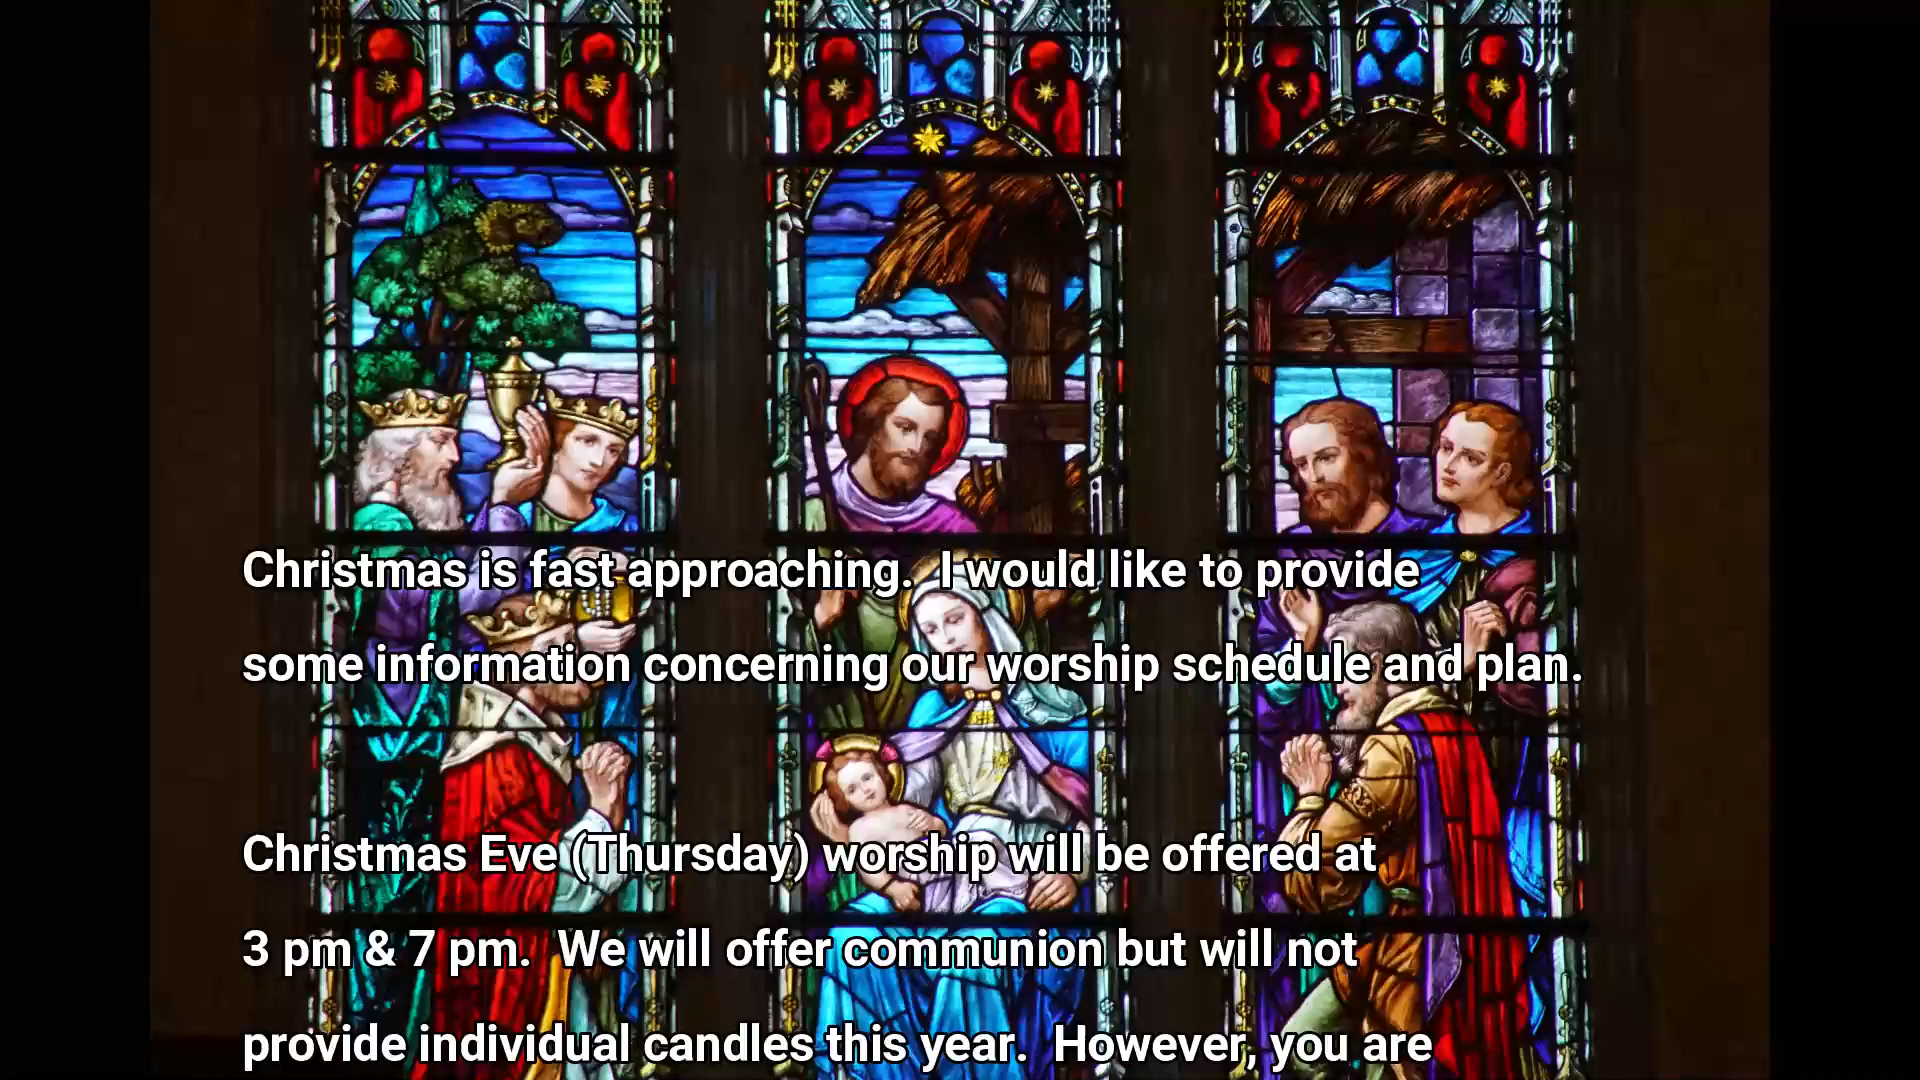 Christmas is fast approaching.  I would like to provide
some information concerning our worship schedule and plan.
Christmas Eve (Thursday) worship will be offered at
3 pm & 7 pm.  We will offer communion but will not
provide individual candles this year.  However, you are